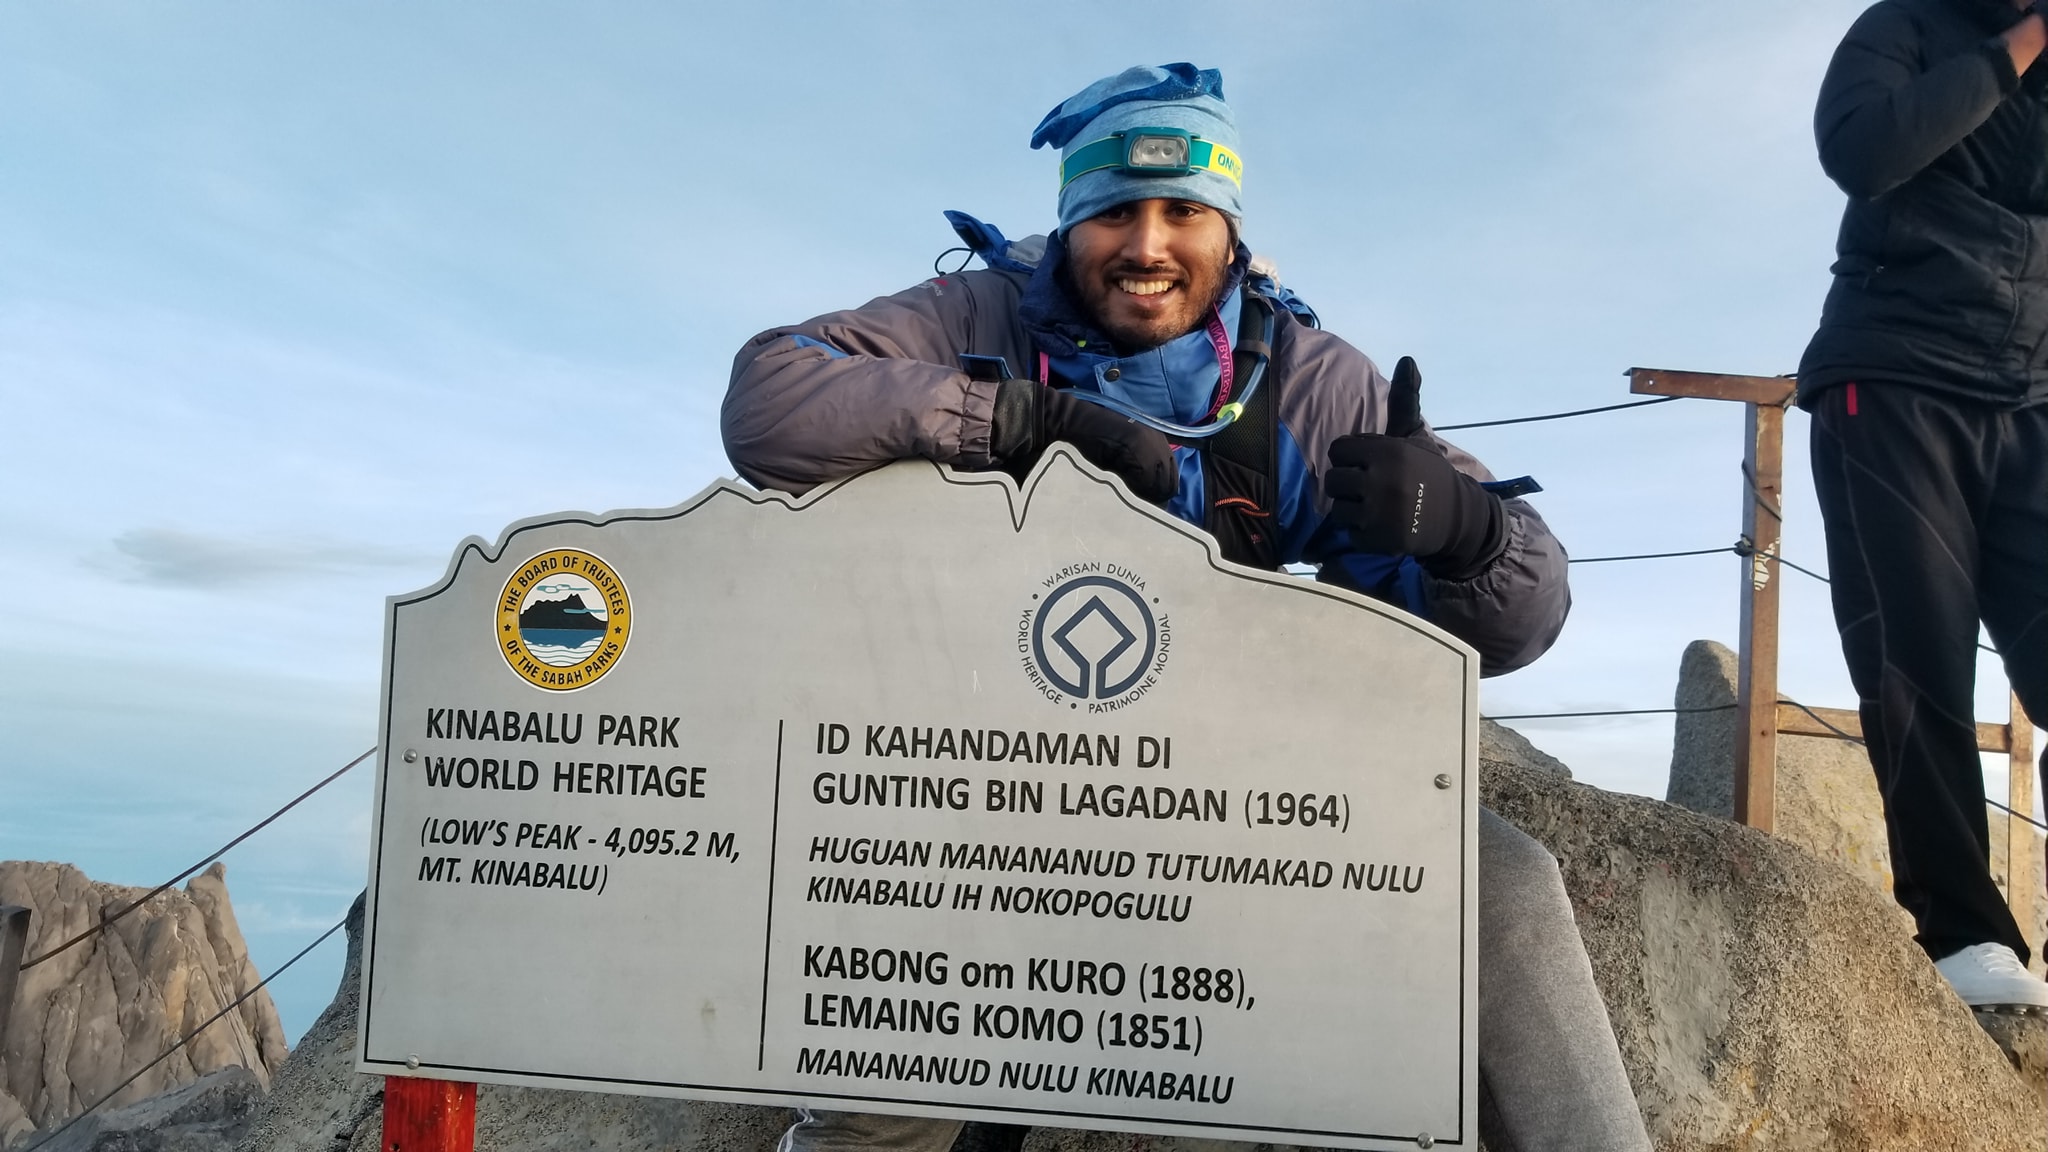 THE BOARD OF TRUSTEES
OF THE SABAH PARKS
KINABALU PARK
WORLD HERITAGE
(LOW'S PEAK - 4,095.2 M,
MT. KINABALU)
WARISAN DUNIA
WORLD HERITAGE
PATRIMOINE MONDIAL
ID KAHANDAMAN DI
GUNTING BIN LAGADAN (1964)
HUGUAN MANANANUD TUTUMAKAD NULU
KINABALU IH NOKOPOGULU
KABONG om KURO (1888),
LEMAING KOMO (1851)
MANANANUD NULU KINABALU
FORCLAZ